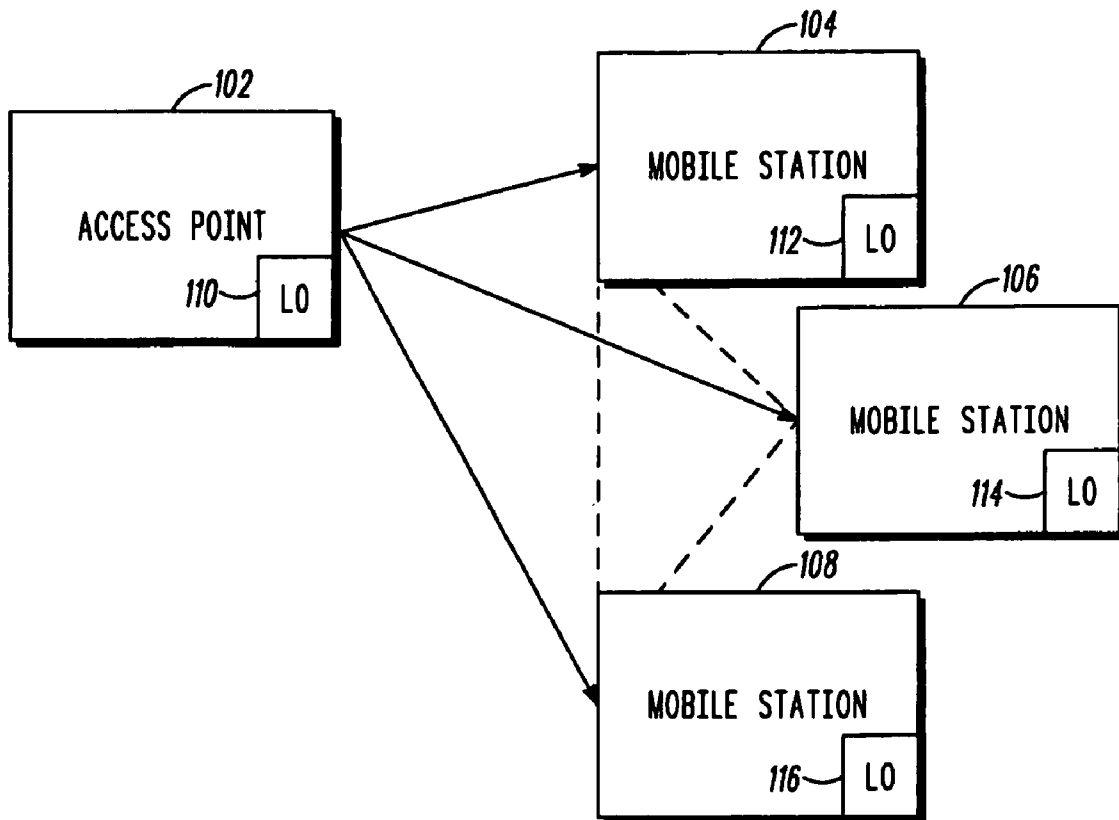 104
102
MOBILE STATION
112
LO
ACCESS POINT
110
LO
106
MOBILE STATION
114
LO
108
MOBILE STATION
116
LO